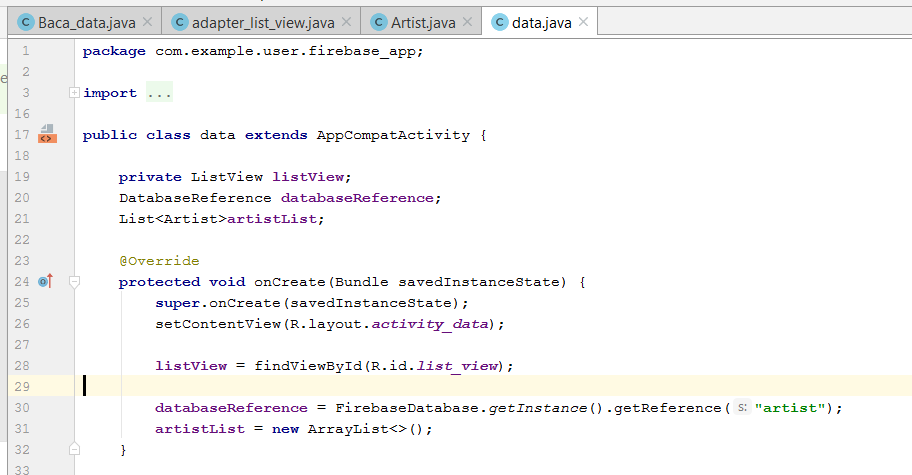 Baca_data.java adapter_list_view.java Artist.java data.java
1 package com.example.user.firebase_app;
2
3 import ...
16
17 public class data extends AppCompatActivity {
18
19 private ListView listView;
20 DatabaseReference databaseReference;
21 List<Artist>artistList;
22
23 @Override
24 protected void onCreate(Bundle savedInstanceState) {
25 super.onCreate(savedInstanceState);
26 setContentView(R.layout.activity_data);
27
28 listView = findViewById(R.id.list_view);
29
30 databaseReference = FirebaseDatabase.getInstance().getReference( s: "artist");
31 artistList = new ArrayList<>();
32 }
33